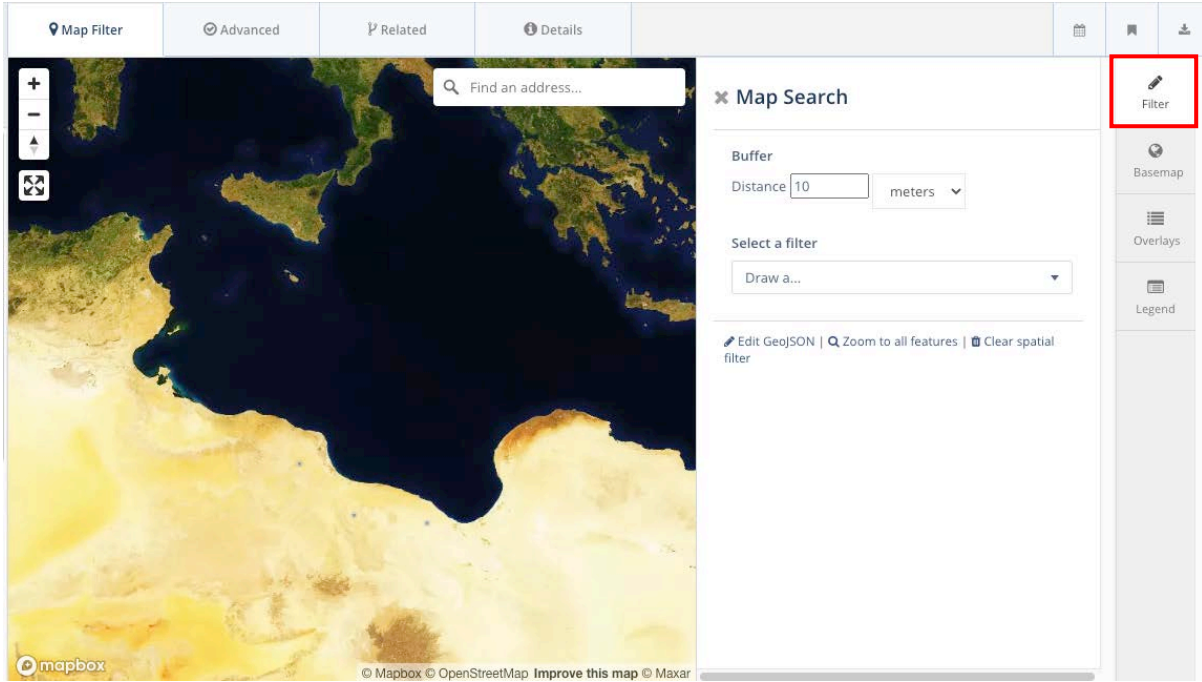 Map Filter
Advanced
Related
Details
Find an address...
Map Search
Filter
Buffer
Distance 10 meters
Basemap
Select a filter
Overlays
Draw a...
Legend
Edit GeoJSON | Zoom to all features | Clear spatial
filter
mapbox
© Mapbox © OpenStreetMap Improve this map © Maxar